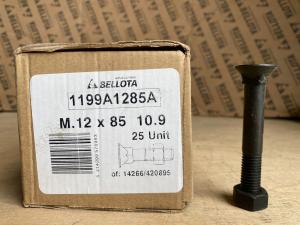 BELLOTA
1199A1285A
M.12 x 85 10.9
25 Unit
of: 14266/420895